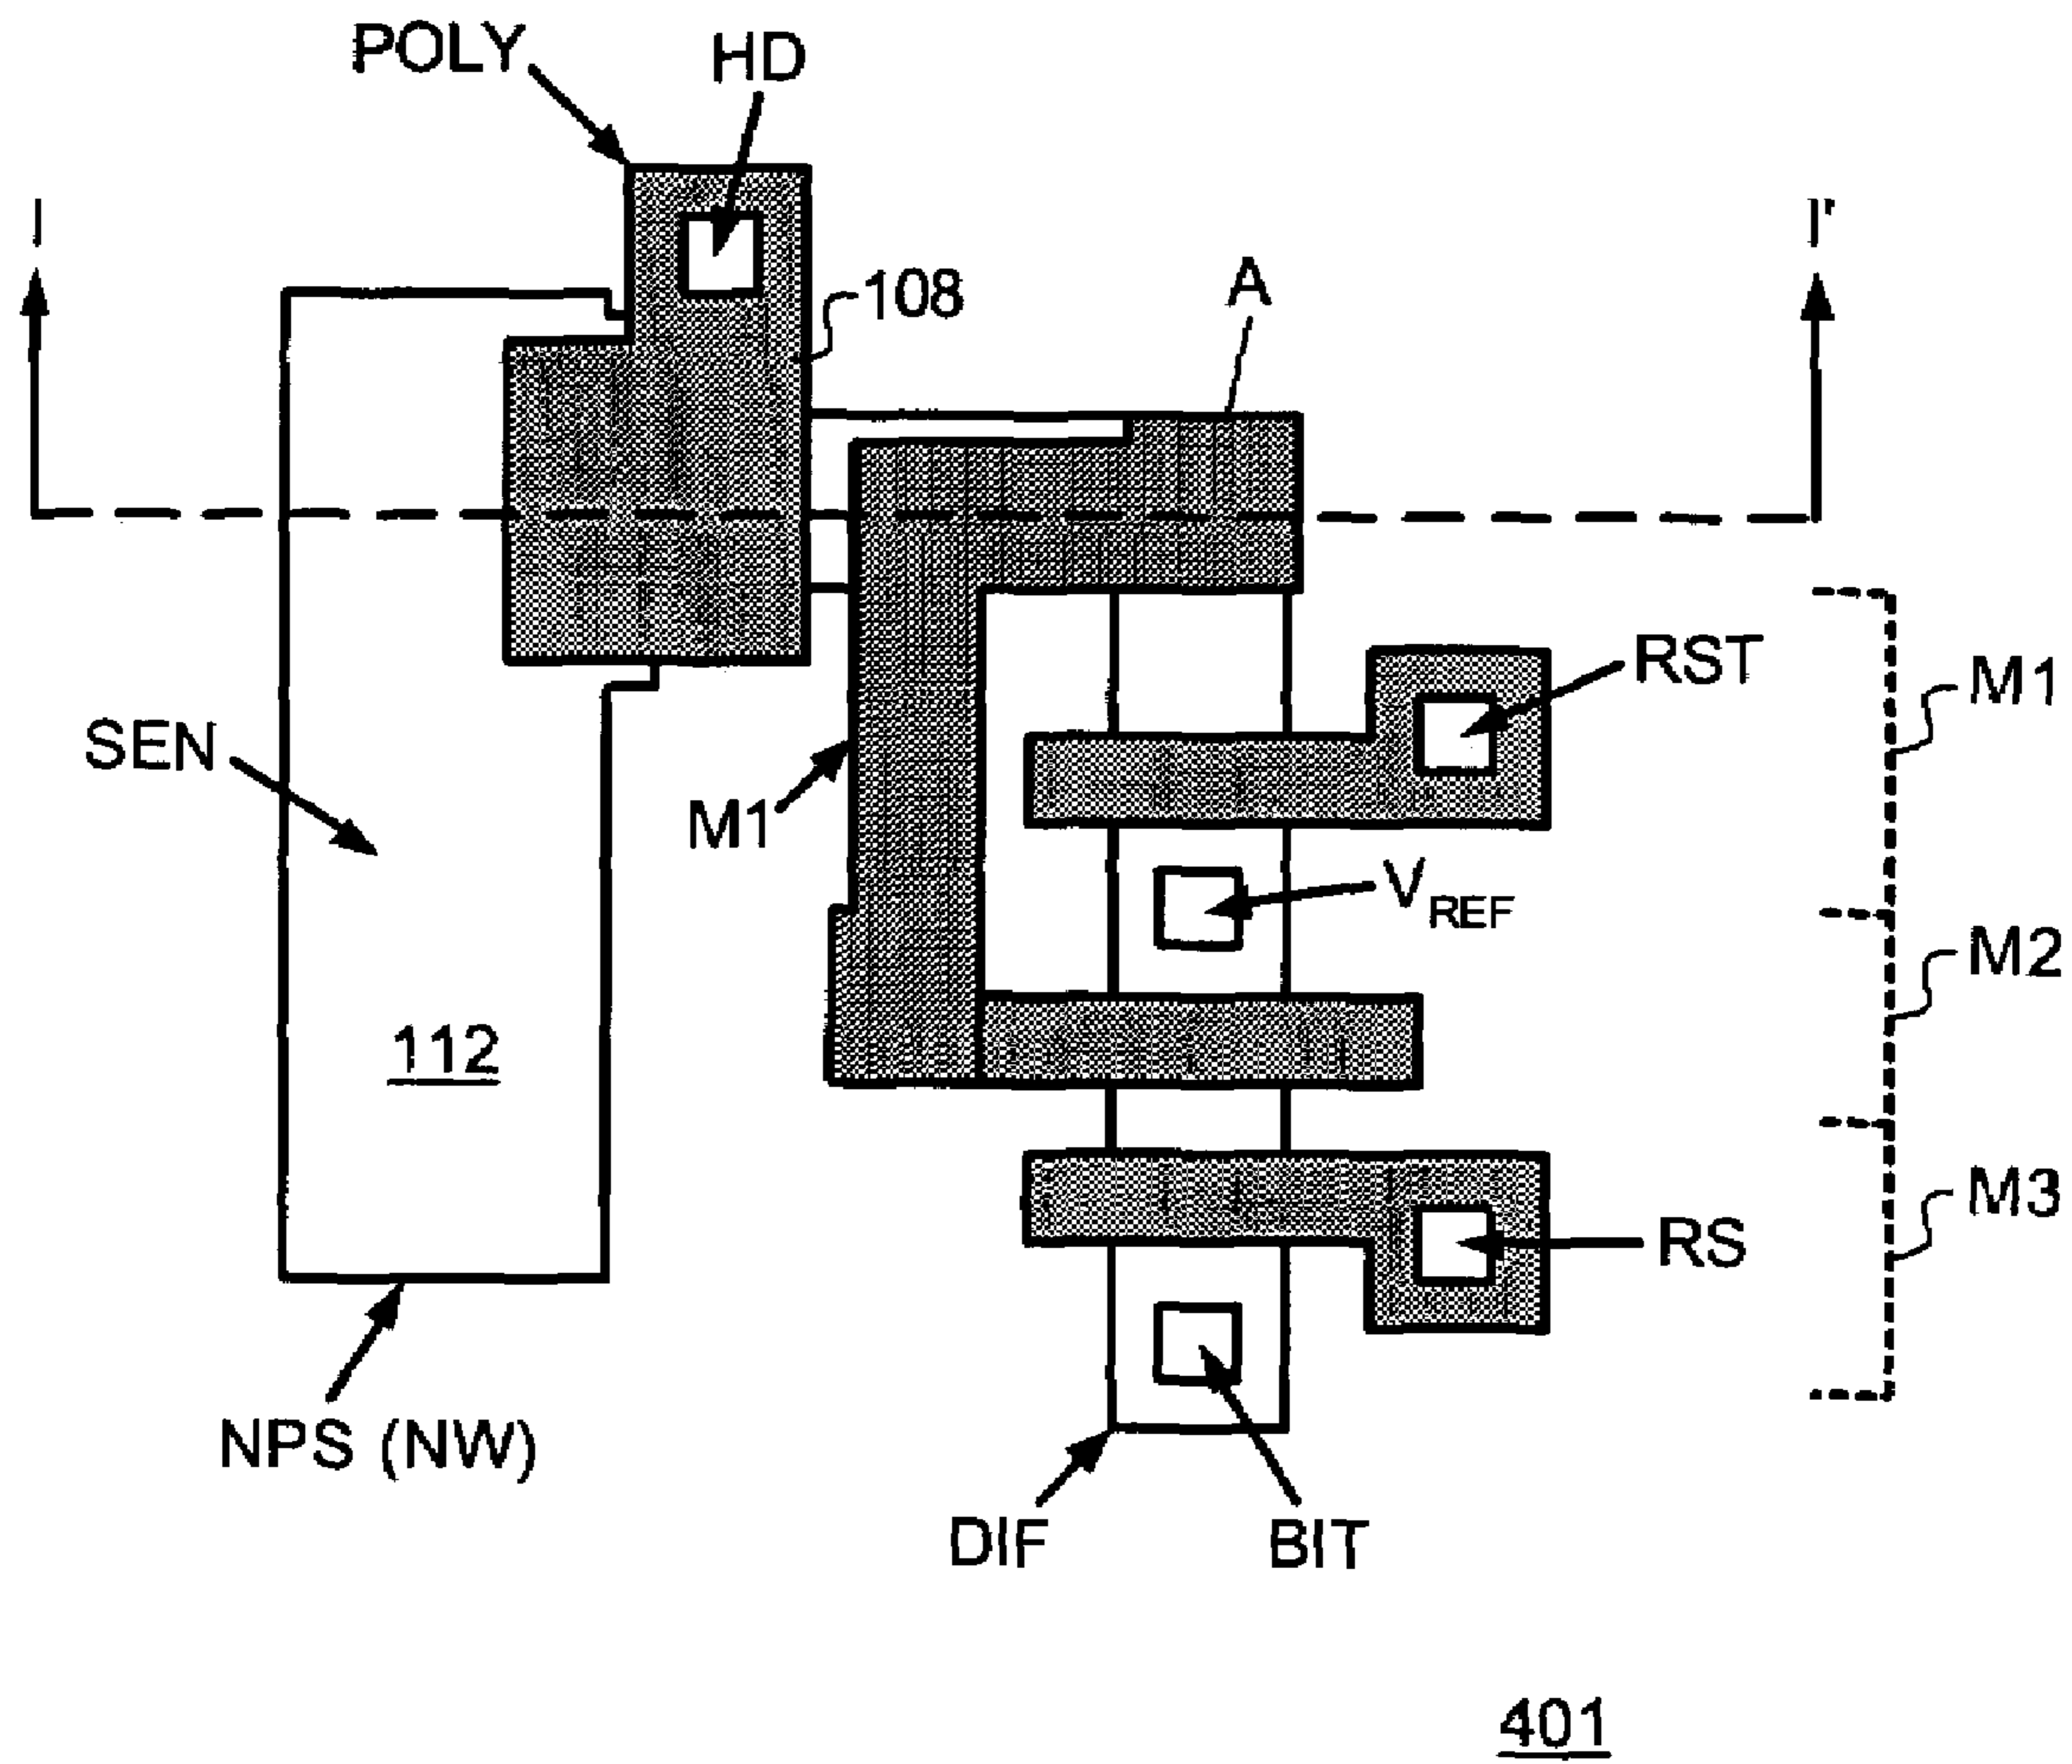 POLY
HD
I
I'
108
A
RST
M1
SEN
M1
V REF
M2
112
M3
RS
NPS (NW)
DIF
BIT
401